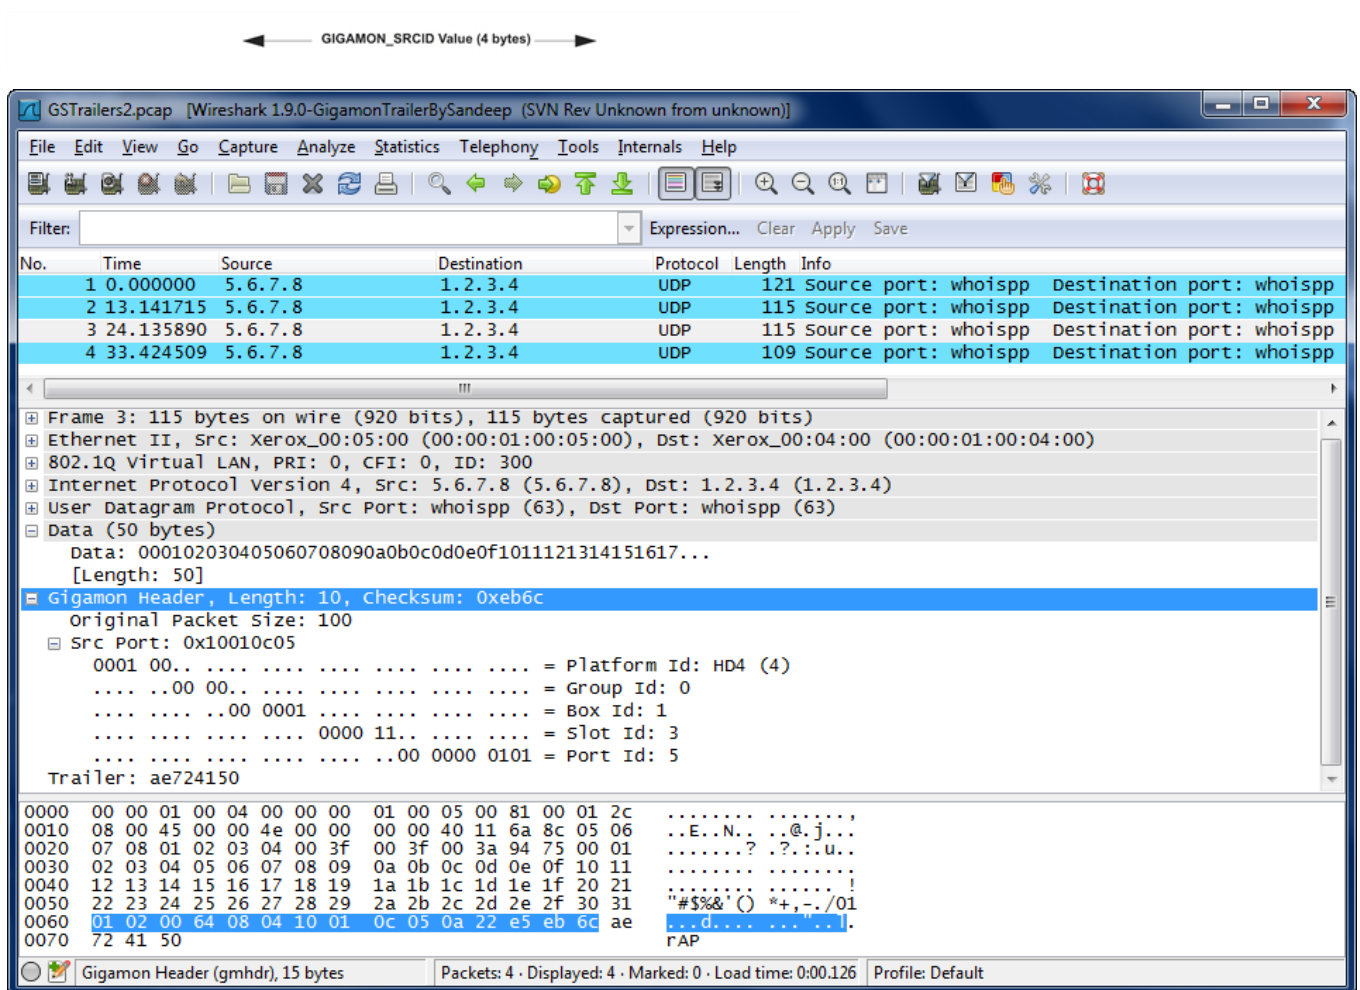 GIGAMON_SRCID Value (4 bytes)
GSTrailers2.pcap [Wireshark 1.9.0-GigamonTrailerBySandeep (SVN Rev Unknown from unknown)]
File Edit View Go Capture Analyze Statistics Telephony Tools Internals Help
Filter: Expression... Clear Apply Save
No. Time Source Destination Protocol Length Info
1 0.000000 5.6.7.8 1.2.3.4 UDP 121 Source port: whoispp Destination port: whoispp
2 13.141715 5.6.7.8 1.2.3.4 UDP 115 Source port: whoispp Destination port: whoispp
3 24.135890 5.6.7.8 1.2.3.4 UDP 115 Source port: whoispp Destination port: whoispp
4 33.424509 5.6.7.8 1.2.3.4 UDP 109 Source port: whoispp Destination port: whoispp
Frame 3: 115 bytes on wire (920 bits), 115 bytes captured (920 bits)
Ethernet II, Src: Xerox_00:05:00 (00:00:01:00:05:00), Dst: Xerox_00:04:00 (00:00:01:00:04:00)
802.1Q Virtual LAN, PRI: 0, CFI: 0, ID: 300
Internet Protocol Version 4, Src: 5.6.7.8 (5.6.7.8), Dst: 1.2.3.4 (1.2.3.4)
User Datagram Protocol, Src Port: whoispp (63), Dst Port: whoispp (63)
Data (50 bytes)
Data: 000102030405060708090a0b0c0d0e0f1011121314151617...
[Length: 50]
Gigamon Header, Length: 10, Checksum: 0xeb6c
Original Packet Size: 100
Src Port: 0x10010c05
0001 00.. .... .... .... .... .... .... = Platform Id: HD4 (4)
.... ..00 00.. .... .... .... .... .... = Group Id: 0
.... .... ..00 0001 .... .... .... .... = Box Id: 1
.... .... .... .... 0000 11.. .... .... = Slot Id: 3
.... .... .... .... .... ..00 0000 0101 = Port Id: 5
Trailer: ae724150
0000 00 00 01 00 04 00 00 00 01 00 05 00 81 00 01 2c ........ .......,
0010 08 00 45 00 00 4e 00 00 00 00 40 11 6a 8c 05 06 ..E..N.. ..@.j...
0020 07 08 01 02 03 04 00 3f 00 3f 00 3a 94 75 00 01 .......? .?.:.u..
0030 02 03 04 05 06 07 08 09 0a 0b 0c 0d 0e 0f 10 11 ........ ........
0040 12 13 14 15 16 17 18 19 1a 1b 1c 1d 1e 1f 20 21 ........ ...... !
0050 22 23 24 25 26 27 28 29 2a 2b 2c 2d 2e 2f 30 31 "#$%&'() *+,-./01
0060 01 02 00 64 08 04 10 01 0c 05 0a 22 e5 eb 6c ae ...d.... ..."..l.
0070 72 41 50 rAP
Gigamon Header (gmhdr), 15 bytes Packets: 4 · Displayed: 4 · Marked: 0 · Load time: 0:00.126 Profile: Default